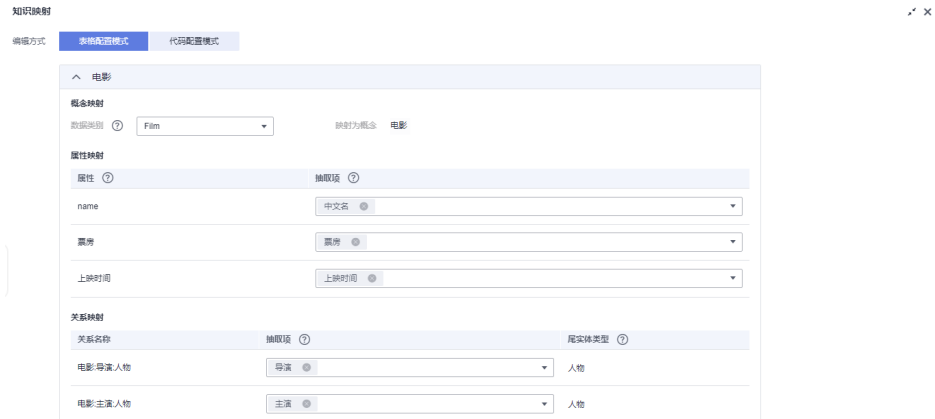 知识映射
编辑方式 表格配置模式 代码配置模式
电影
概念映射
数据类别 ? Film 映射为概念 电影
属性映射
属性 ? 抽取项 ?
name 中文名
票房 票房
上映时间 上映时间
关系映射
关系名称 抽取项 ? 尾实体类型 ?
电影:导演:人物 导演 人物
电影:主演:人物 主演 人物